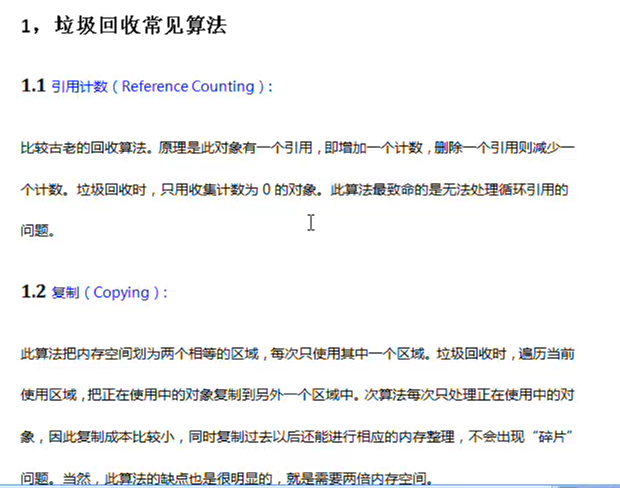 1，垃圾回收常见算法
1.1 引用计数（Reference Counting）:
比较古老的回收算法。原理是此对象有一个引用，即增加一个计数，删除一个引用则减少一
个计数。垃圾回收时，只用收集计数为 0 的对象。此算法最致命的是无法处理循环引用的
问题。
1.2 复制（Copying）:
此算法把内存空间划为两个相等的区域，每次只使用其中一个区域。垃圾回收时，遍历当前
使用区域，把正在使用中的对象复制到另外一个区域中。次算法每次只处理正在使用中的对
象，因此复制成本比较小，同时复制过去以后还能进行相应的内存整理，不会出现“碎片”
问题。当然，此算法的缺点也是很明显的，就是需要两倍内存空间。